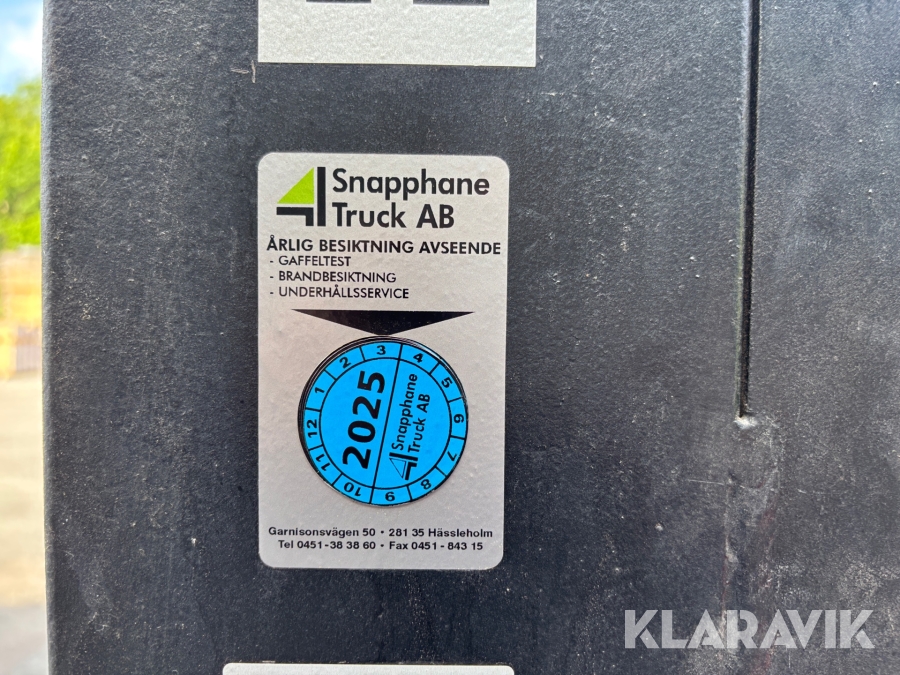 Snapphane
Truck AB
ÅRLIG BESIKTNING AVSEENDE
- GAFFELTEST
- BRANDBESIKTNING
- UNDERHÅLLSSERVICE
1 2 3 4 5 6 7 8 9 10 11 12
2025
Snapphane
Truck AB
Garnisonsvägen 50 • 281 35 Hässleholm
Tel 0451-38 38 60 • Fax 0451 - 843 15
KLARAVIK